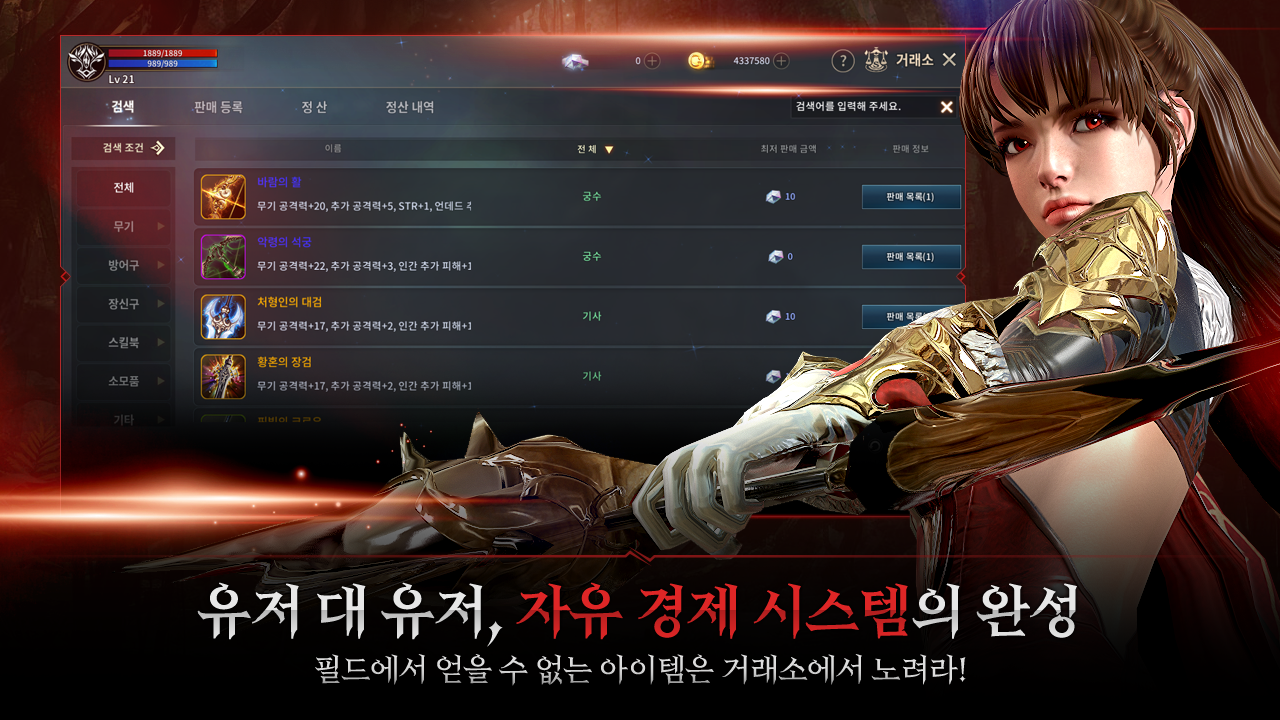 1889/1889
989/989
Lv 21
0
4337580
?
거래소
검색
판매 등록
정 산
정산 내역
검색어를 입력해 주세요.
검색 조건
이름
전 체
최저 판매 금액
판매 정보
전체
무기
방어구
장신구
스킬북
소모품
기타
바람의 활
무기 공격력+20, 추가 공격력+5, STR+1, 언데드
궁수
10
판매 목록(1)
악령의 석궁
무기 공격력+22, 추가 공격력+3, 인간 추가 피해+1
궁수
0
판매 목록(1)
처형인의 대검
무기 공격력+17, 추가 공격력+2, 인간 추가 피해+1
기사
10
판매
황혼의 장검
무기 공격력+17, 추가 공격력+2, 인간 추가 피해+1
기사
유저 대 유저, 자유 경제 시스템의 완성
필드에서 얻을 수 없는 아이템은 거래소에서 노려라!